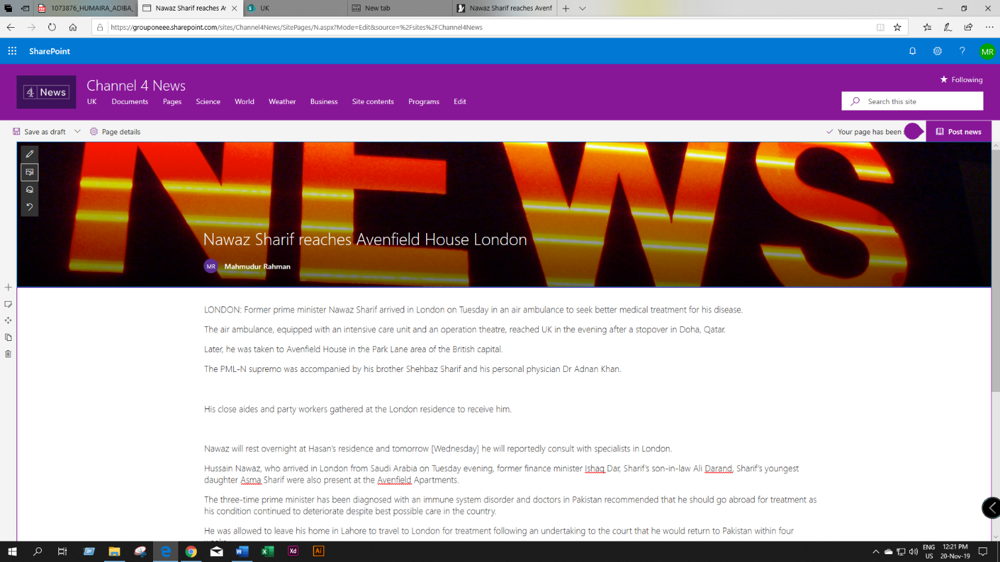 1073876_HUMAIRA_ADIBA_
Nawaz Sharif reaches Av
UK
New tab
Nawaz Sharif reaches Avenf
https://grouponeee.sharepoint.com/sites/Channel4News/SitePages/N.aspx?Mode=Edit&source=%2Fsites%2FChannel4News
SharePoint
MR
4 News
Channel 4 News
Following
UK Documents Pages Science World Weather Business Site contents Programs Edit
Search this site
Save as draft
Page details
Your page has been
Post news
NEWS
Nawaz Sharif reaches Avenfield House London
MR Mahmudur Rahman
LONDON: Former prime minister Nawaz Sharif arrived in London on Tuesday in an air ambulance to seek better medical treatment for his disease.
The air ambulance, equipped with an intensive care unit and an operation theatre, reached UK in the evening after a stopover in Doha, Qatar.
Later, he was taken to Avenfield House in the Park Lane area of the British capital.
The PML-N supremo was accompanied by his brother Shehbaz Sharif and his personal physician Dr Adnan Khan.
His close aides and party workers gathered at the London residence to receive him.
Nawaz will rest overnight at Hasan's residence and tomorrow [Wednesday] he will reportedly consult with specialists in London.
Hussain Nawaz, who arrived in London from Saudi Arabia on Tuesday evening, former finance minister Ishaq Dar, Sharif's son-in-law Ali Darand, Sharif's youngest
daughter Asma Sharif were also present at the Avenfield Apartments.
The three-time prime minister has been diagnosed with an immune system disorder and doctors in Pakistan recommended that he should go abroad for treatment as
his condition continued to deteriorate despite best possible care in the country.
He was allowed to leave his home in Lahore to travel to London for treatment following an undertaking to the court that he would return to Pakistan within four
Xd
Ai
ENG
US
12:21 PM
20-Nov-19